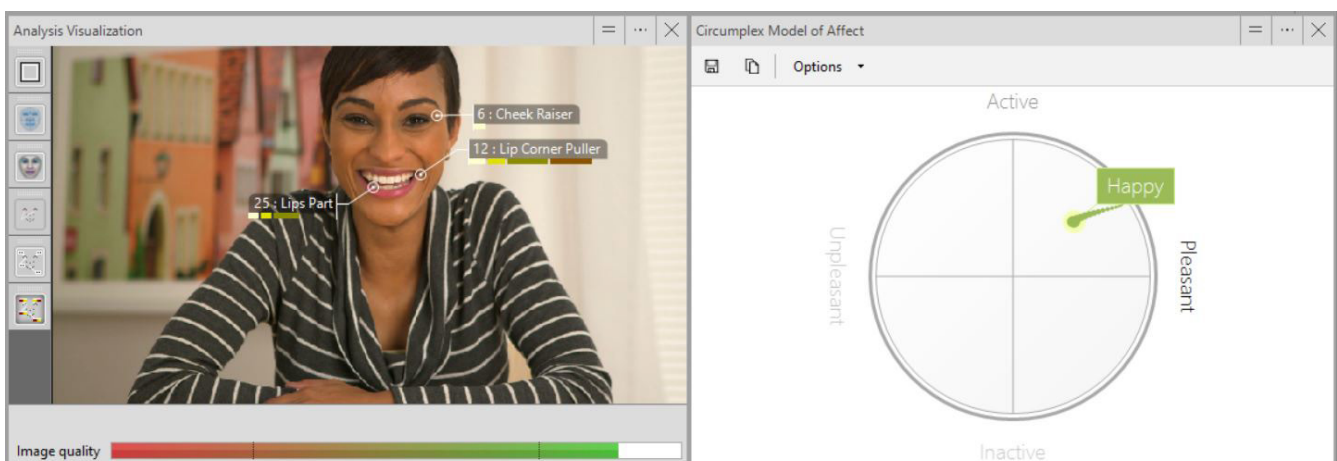 Analysis Visualization
6 : Cheek Raiser
12 : Lip Corner Puller
25 : Lips Part
Image quality
Circumplex Model of Affect
Options
Active
Happy
Unpleasant
Pleasant
Inactive